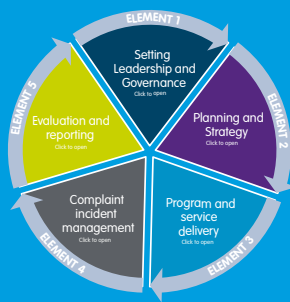 ELEMENT 1
Setting
Leadership and
Governance
Click to open
ELEMENT 2
Planning and
Strategy
Click to open
ELEMENT 3
Program and
service
delivery
Click to open
ELEMENT 4
Complaint
incident
management
Click to open
ELEMENT 5
Evaluation and
reporting
Click to open